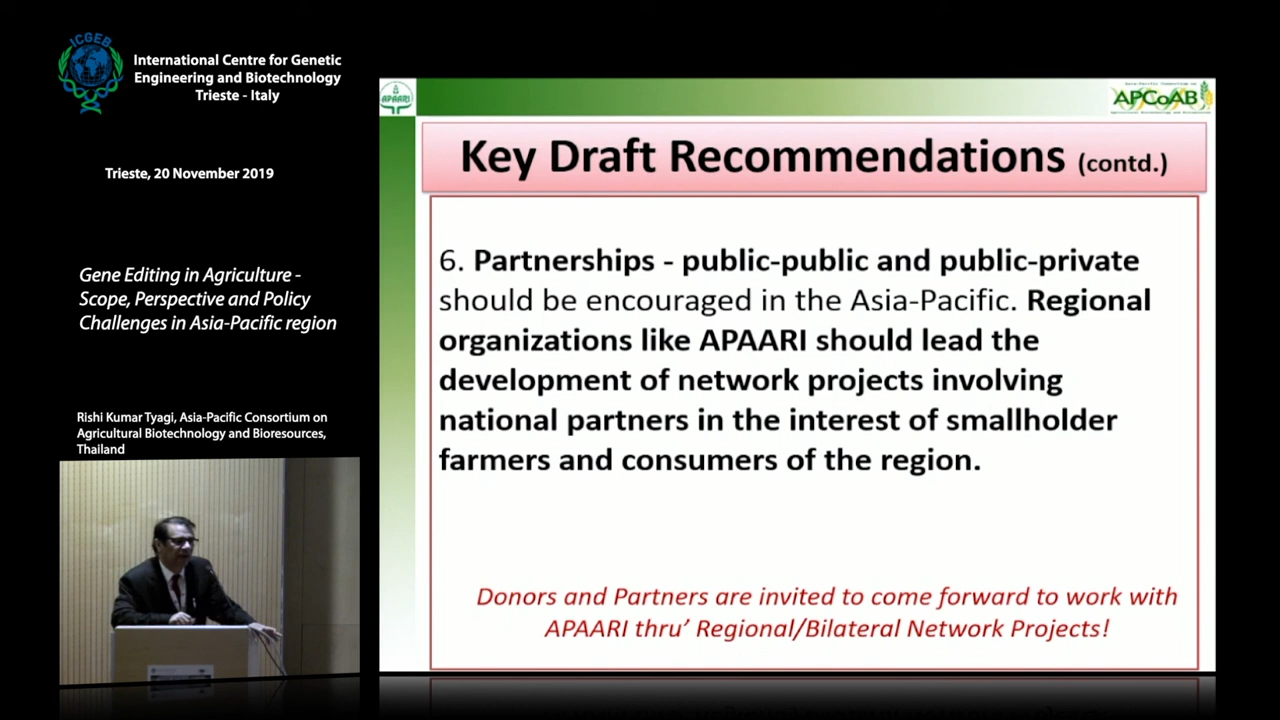 ICGEB
International Centre for Genetic
Engineering and Biotechnology
Trieste - Italy
Trieste, 20 November 2019
Gene Editing in Agriculture -
Scope, Perspective and Policy
Challenges in Asia-Pacific region
Rishi Kumar Tyagi, Asia-Pacific Consortium on
Agricultural Biotechnology and Bioresources,
Thailand
APAARI
APCoAB
Key Draft Recommendations (contd.)
6. Partnerships - public-public and public-private
should be encouraged in the Asia-Pacific. Regional
organizations like APAARI should lead the
development of network projects involving
national partners in the interest of smallholder
farmers and consumers of the region.
Donors and Partners are invited to come forward to work with
APAARI thru’ Regional/Bilateral Network Projects!